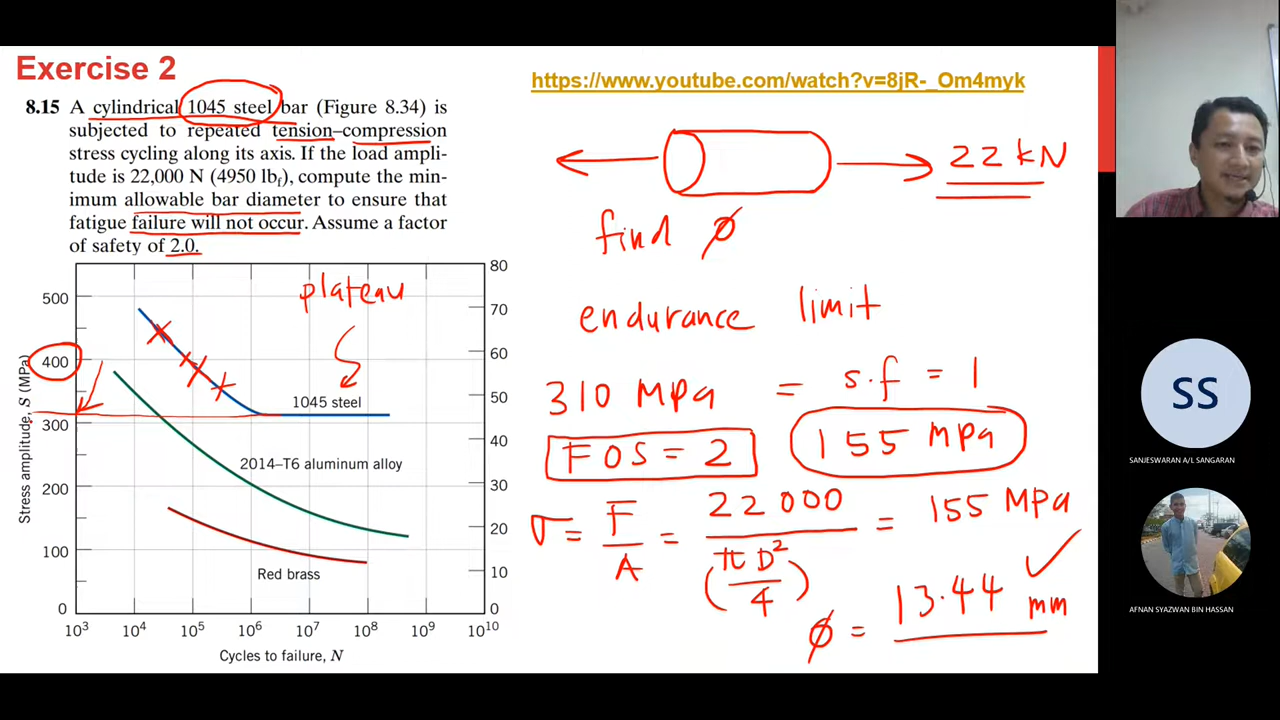 Exercise 2
8.15 A cylindrical 1045 steel bar (Figure 8.34) is
subjected to repeated tension–compression
stress cycling along its axis. If the load ampli-
tude is 22,000 N (4950 lbf), compute the min-
imum allowable bar diameter to ensure that
fatigue failure will not occur. Assume a factor
of safety of 2.0.
https://www.youtube.com/watch?v=8jR-_Om4myk
22 kN
find ø
endurance limit
310 MPa = s.f = 1
FOS = 2 155 MPa
σ = F/A = 22000/(πD²/4) = 155 MPa
ø = 13.44 mm ✓
plateau
Stress amplitude, S (MPa)
500
400
300
200
100
0
80
70
60
50
40
30
20
10
0
1045 steel
2014–T6 aluminum alloy
Red brass
10³ 10⁴ 10⁵ 10⁶ 10⁷ 10⁸ 10⁹ 10¹⁰
Cycles to failure, N
SS
SANJESWARAN A/L SANGARAN
AFNAN SYAZWAN BIN HASSAN